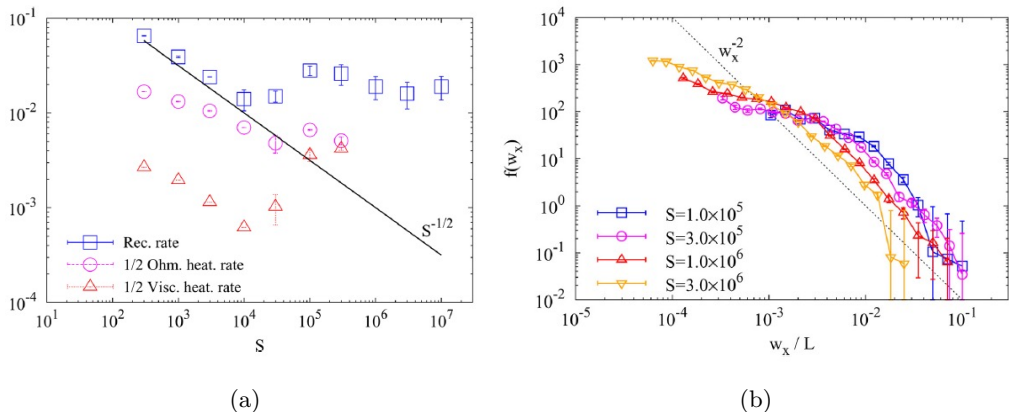 10^-1
10^-2
10^-3
10^-4
10^1 10^2 10^3 10^4 10^5 10^6 10^7
S
S^-1/2
Rec. rate
1/2 Ohm. heat. rate
1/2 Visc. heat. rate
(a)
10^4
10^3
10^2
10^1
10^0
10^-1
10^-2
10^-5 10^-4 10^-3 10^-2 10^-1
f(w_x)
w_x / L
w_x^-2
S=1.0×10^5
S=3.0×10^5
S=1.0×10^6
S=3.0×10^6
(b)